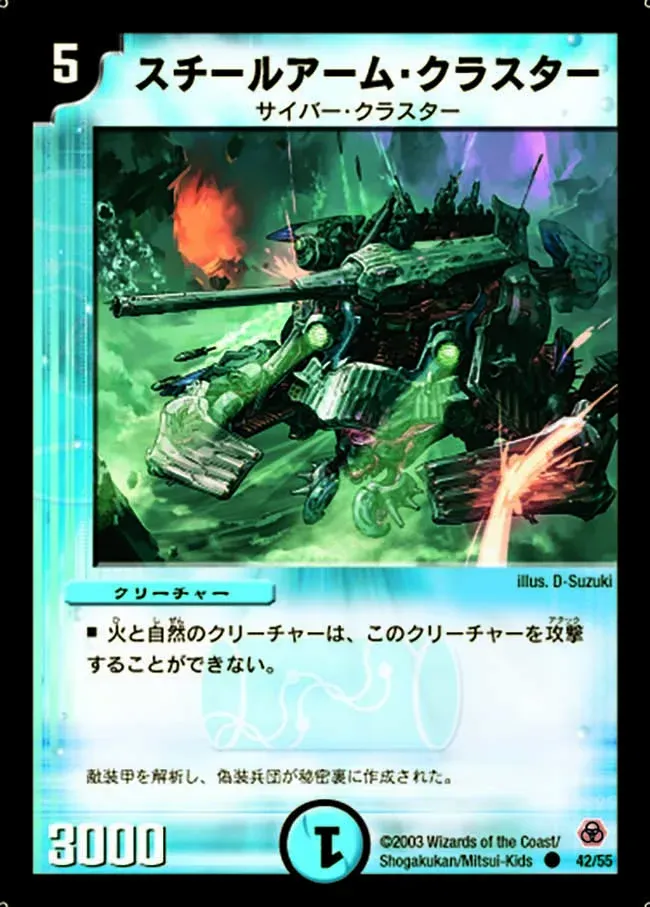 5
スチールアーム・クラスター
サイバー・クラスター
illus. D-Suzuki
クリーチャー
■ 火と自然のクリーチャーは、このクリーチャーを攻撃
することができない。
敵装甲を解析し、偽装兵団が秘密裏に作成された。
3000
1
©2003 Wizards of the Coast/
Shogakukan/Mitsui-Kids ● 42/55